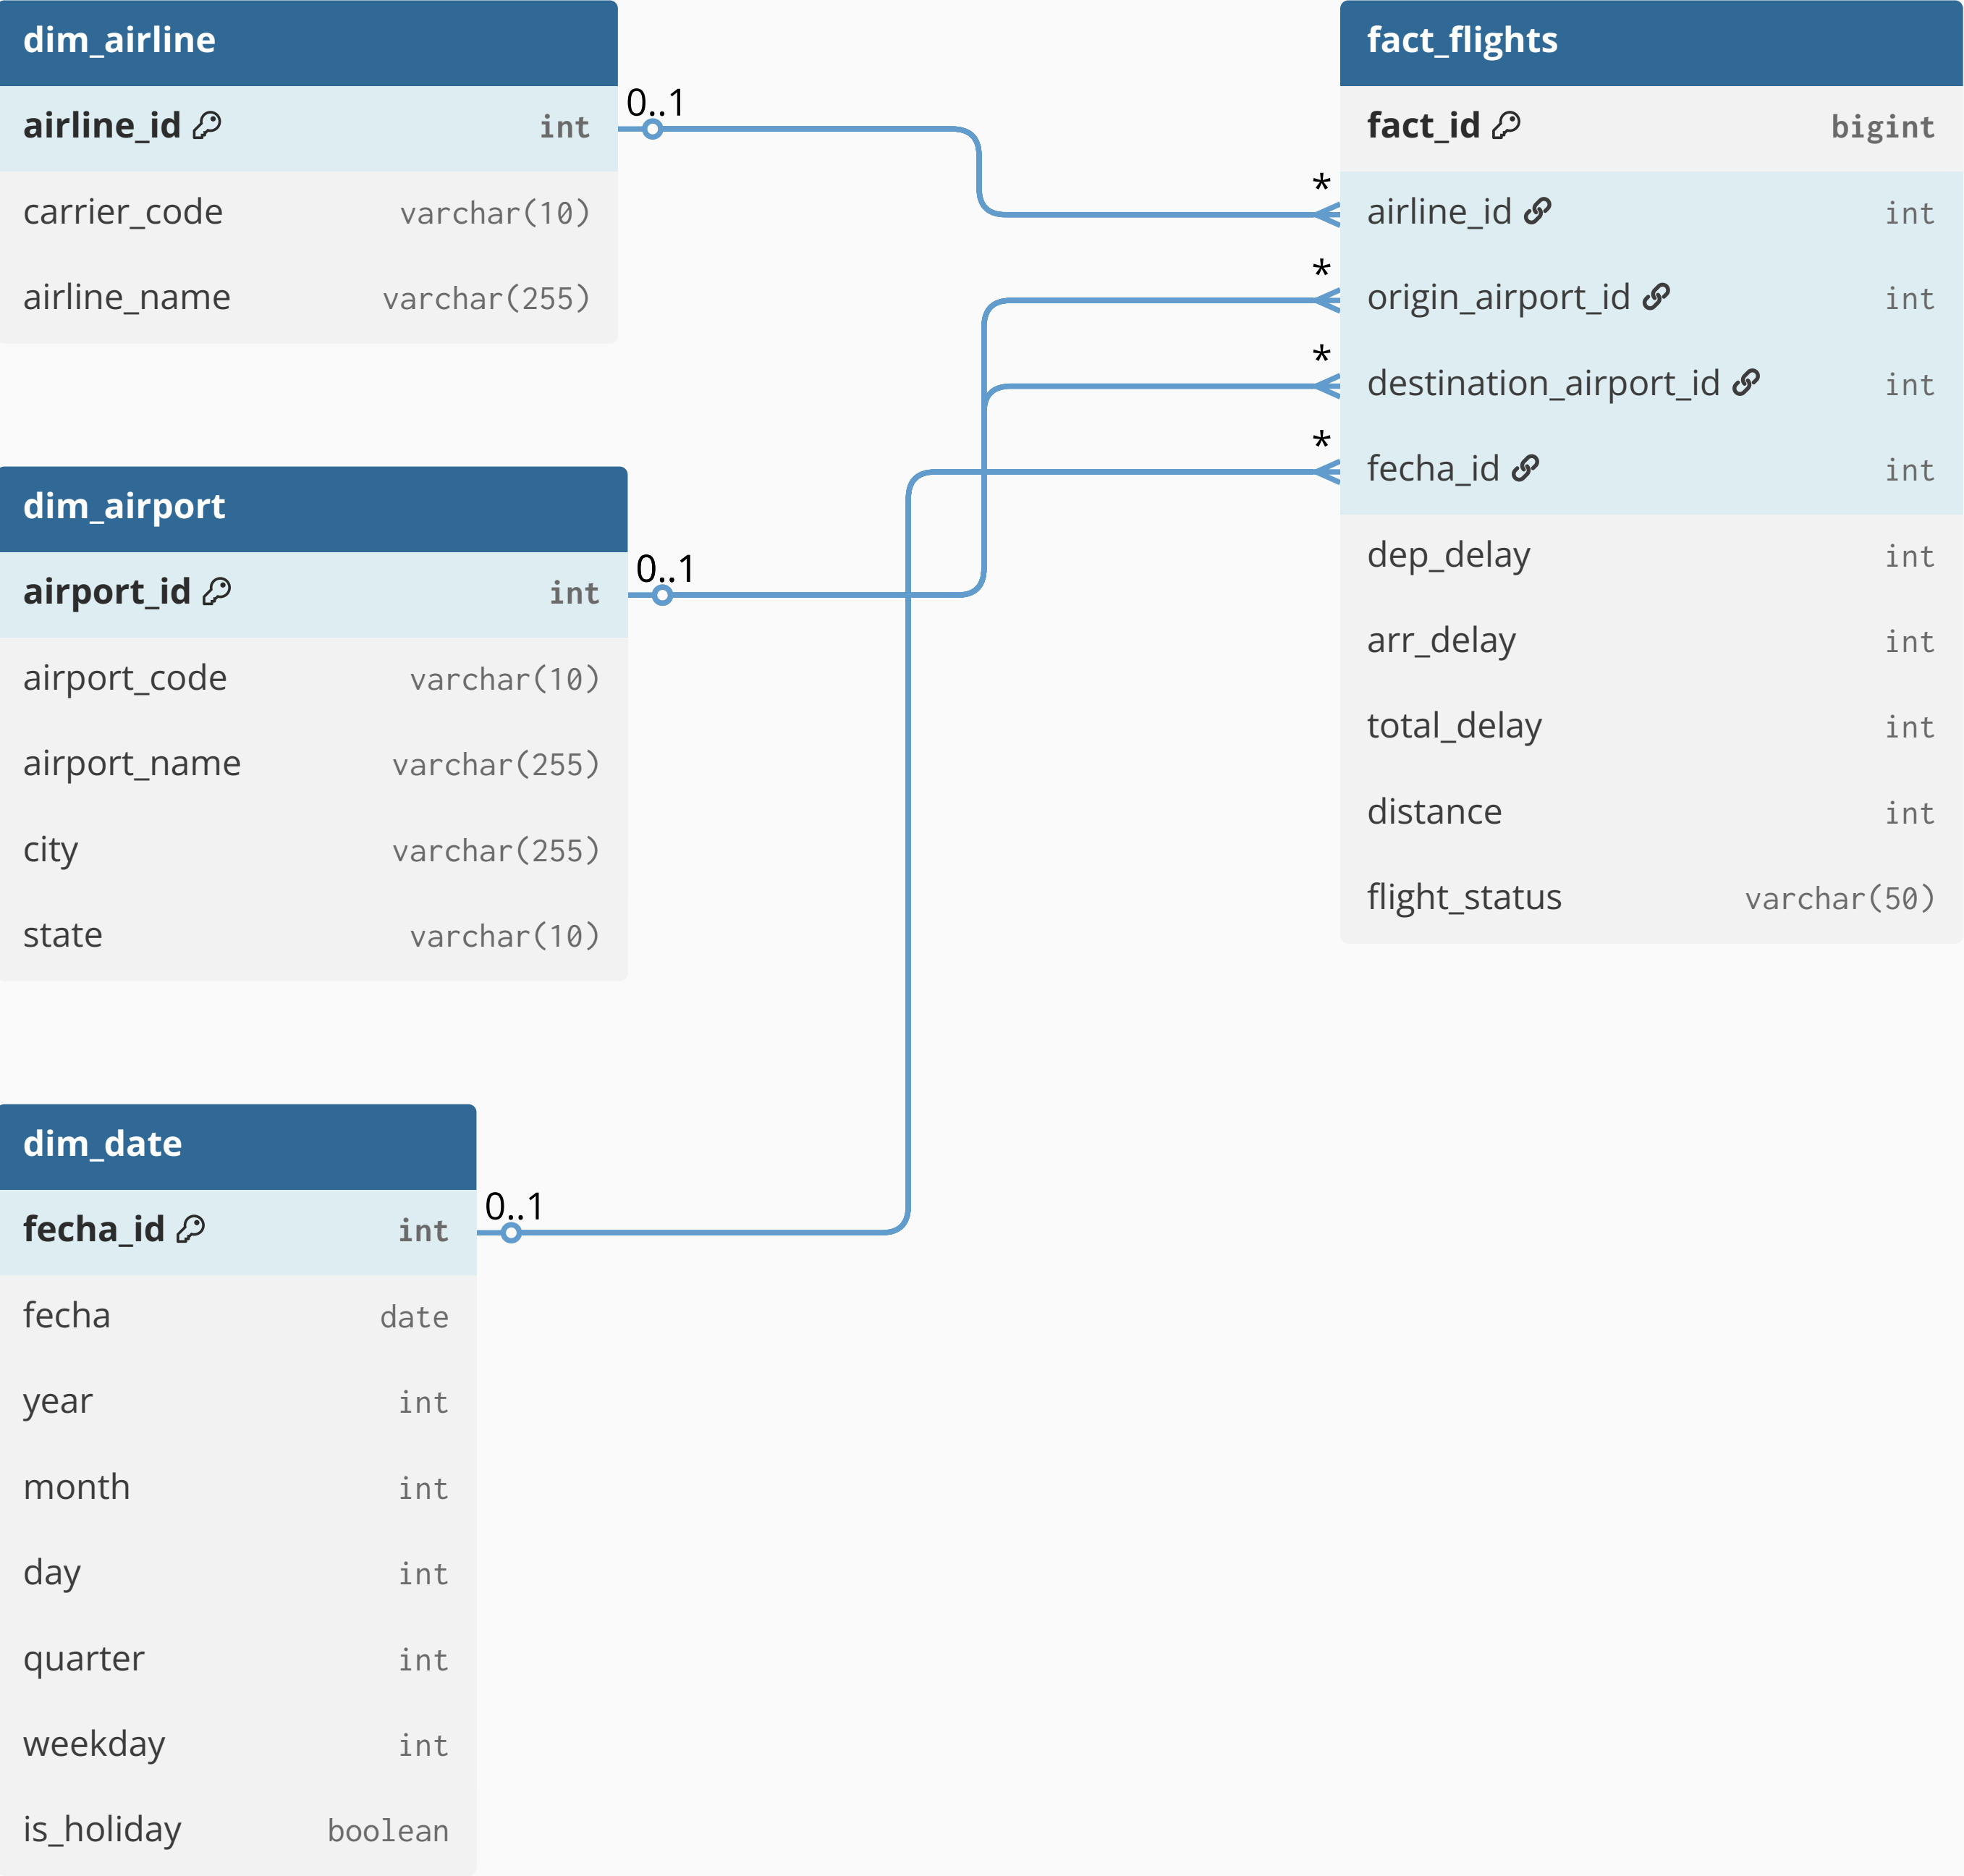 dim_airline
airline_id int
carrier_code varchar(10)
airline_name varchar(255)
0..1
dim_airport
airport_id int
airport_code varchar(10)
airport_name varchar(255)
city varchar(255)
state varchar(10)
0..1
dim_date
fecha_id int
fecha date
year int
month int
day int
quarter int
weekday int
is_holiday boolean
0..1
fact_flights
fact_id bigint
* airline_id int
* origin_airport_id int
* destination_airport_id int
* fecha_id int
dep_delay int
arr_delay int
total_delay int
distance int
flight_status varchar(50)